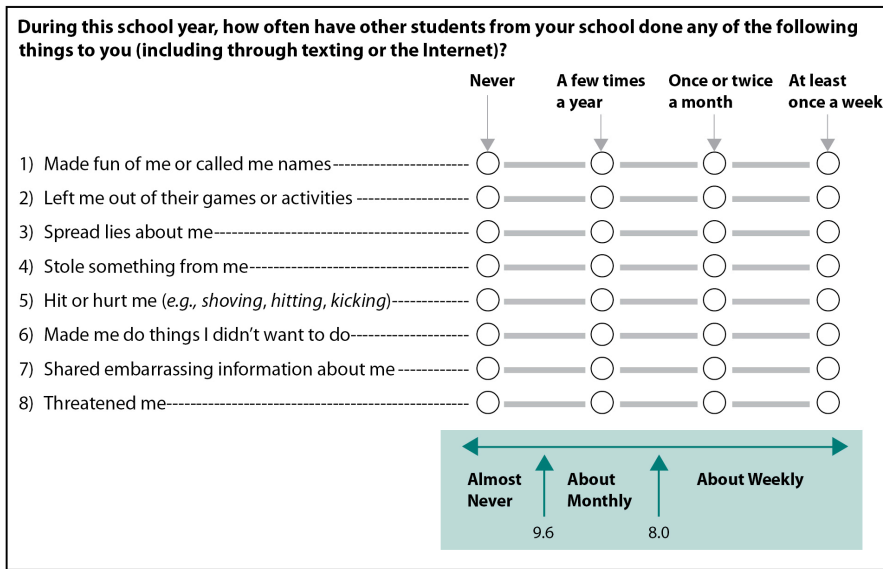 During this school year, how often have other students from your school done any of the following
things to you (including through texting or the Internet)?
Never A few times a year Once or twice a month At least once a week
1) Made fun of me or called me names
2) Left me out of their games or activities
3) Spread lies about me
4) Stole something from me
5) Hit or hurt me (e.g., shoving, hitting, kicking)
6) Made me do things I didn't want to do
7) Shared embarrassing information about me
8) Threatened me
Almost Never About Monthly About Weekly
9.6 8.0